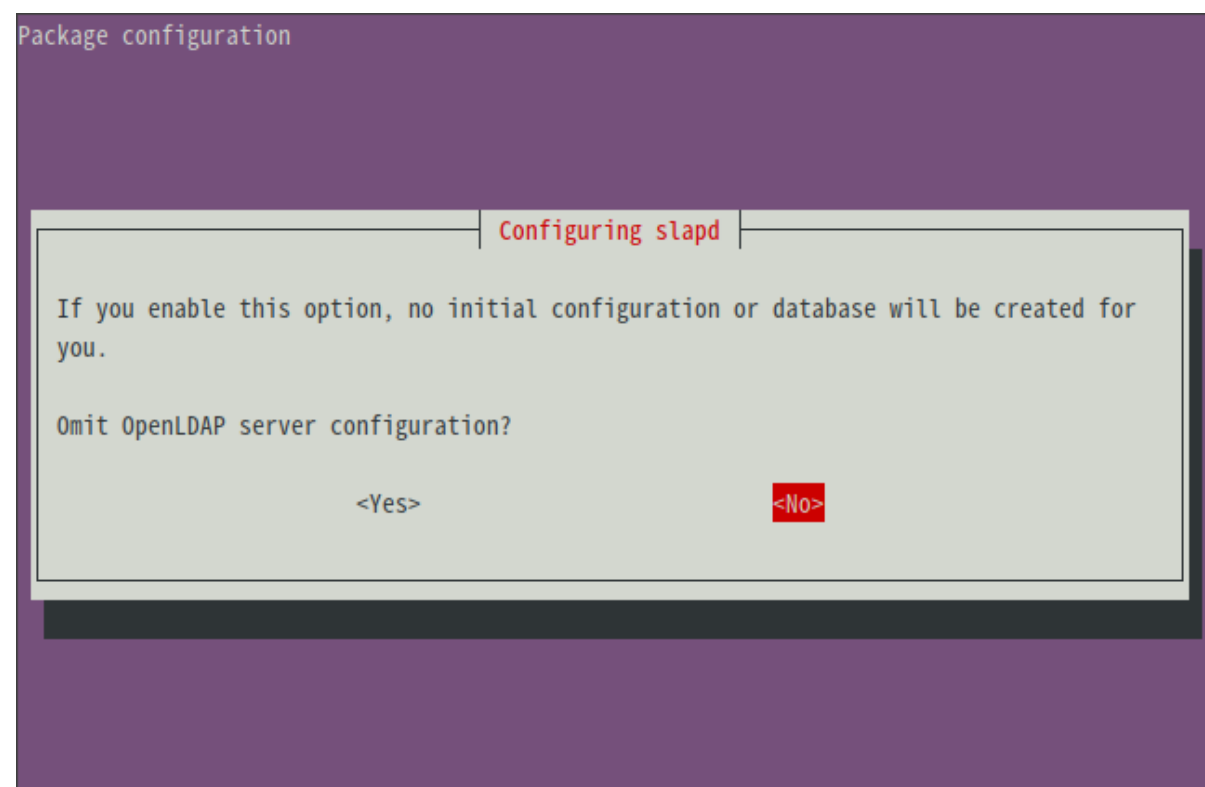 Package configuration
Configuring slapd
If you enable this option, no initial configuration or database will be created for
you.
Omit OpenLDAP server configuration?
<Yes> <No>